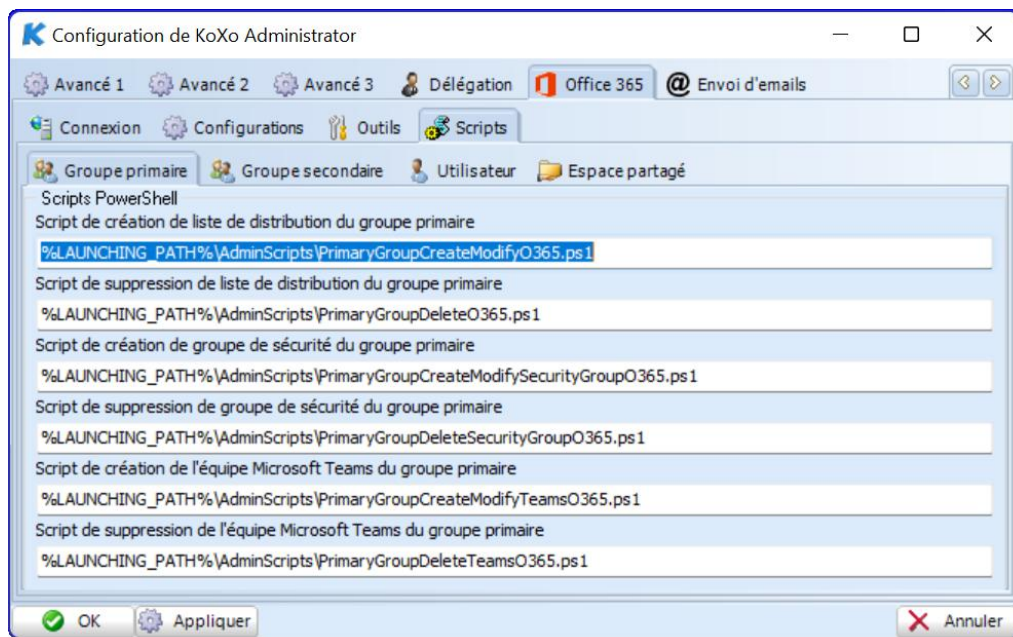 Configuration de KoXo Administrator
Avancé 1 Avancé 2 Avancé 3 Délégation Office 365 Envoi d'emails
Connexion Configurations Outils Scripts
Groupe primaire Groupe secondaire Utilisateur Espace partagé
Scripts PowerShell
Script de création de liste de distribution du groupe primaire
%LAUNCHING_PATH%\AdminScripts\PrimaryGroupCreateModifyO365.ps1
Script de suppression de liste de distribution du groupe primaire
%LAUNCHING_PATH%\AdminScripts\PrimaryGroupDeleteO365.ps1
Script de création de groupe de sécurité du groupe primaire
%LAUNCHING_PATH%\AdminScripts\PrimaryGroupCreateModifySecurityGroupO365.ps1
Script de suppression de groupe de sécurité du groupe primaire
%LAUNCHING_PATH%\AdminScripts\PrimaryGroupDeleteSecurityGroupO365.ps1
Script de création de l'équipe Microsoft Teams du groupe primaire
%LAUNCHING_PATH%\AdminScripts\PrimaryGroupCreateModifyTeamsO365.ps1
Script de suppression de l'équipe Microsoft Teams du groupe primaire
%LAUNCHING_PATH%\AdminScripts\PrimaryGroupDeleteTeamsO365.ps1
OK Appliquer Annuler